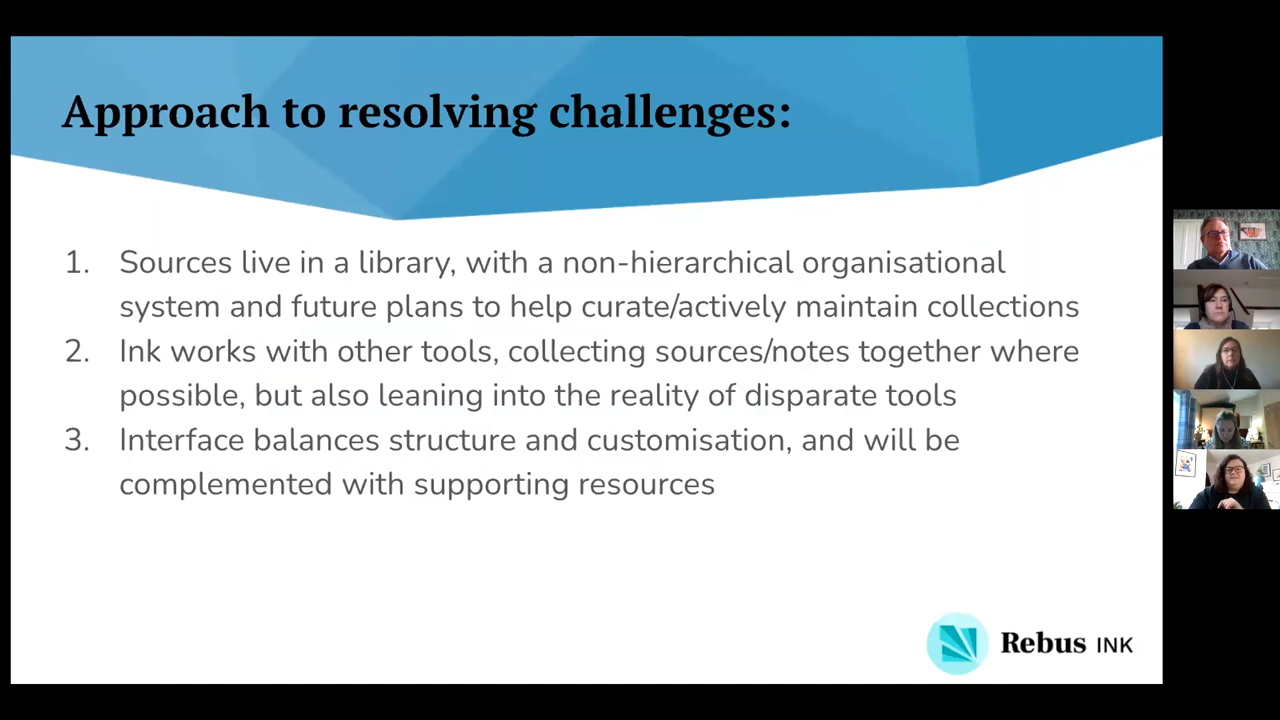 Approach to resolving challenges:
1. Sources live in a library, with a non-hierarchical organisational
system and future plans to help curate/actively maintain collections
2. Ink works with other tools, collecting sources/notes together where
possible, but also leaning into the reality of disparate tools
3. Interface balances structure and customisation, and will be
complemented with supporting resources
Rebus INK